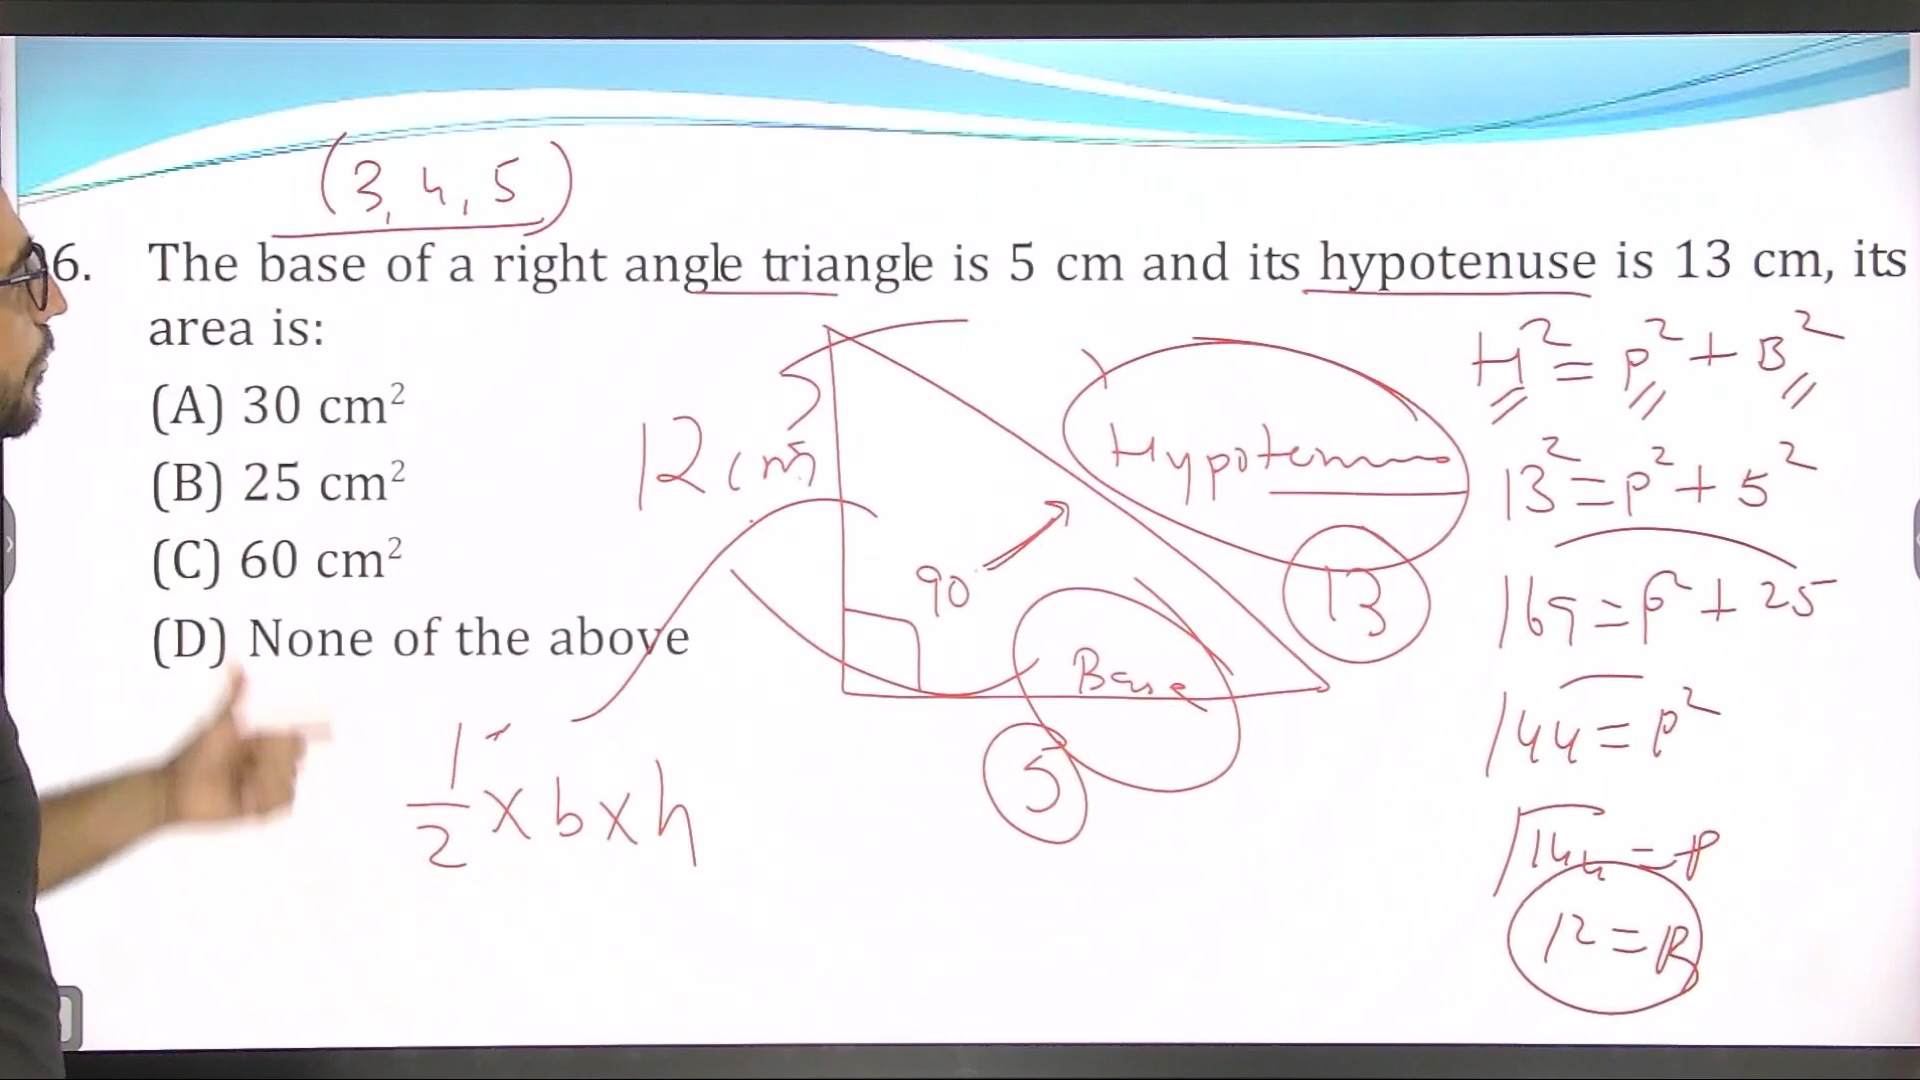 (3, 4, 5)
6. The base of a right angle triangle is 5 cm and its hypotenuse is 13 cm, its
area is:
(A) 30 cm²
(B) 25 cm²
(C) 60 cm²
(D) None of the above
12 cm
90
Base
5
13
1/2 × b × h
H² = P² + B²
13² = P² + 5²
169 = P² + 25
144 = P²
√144 = P